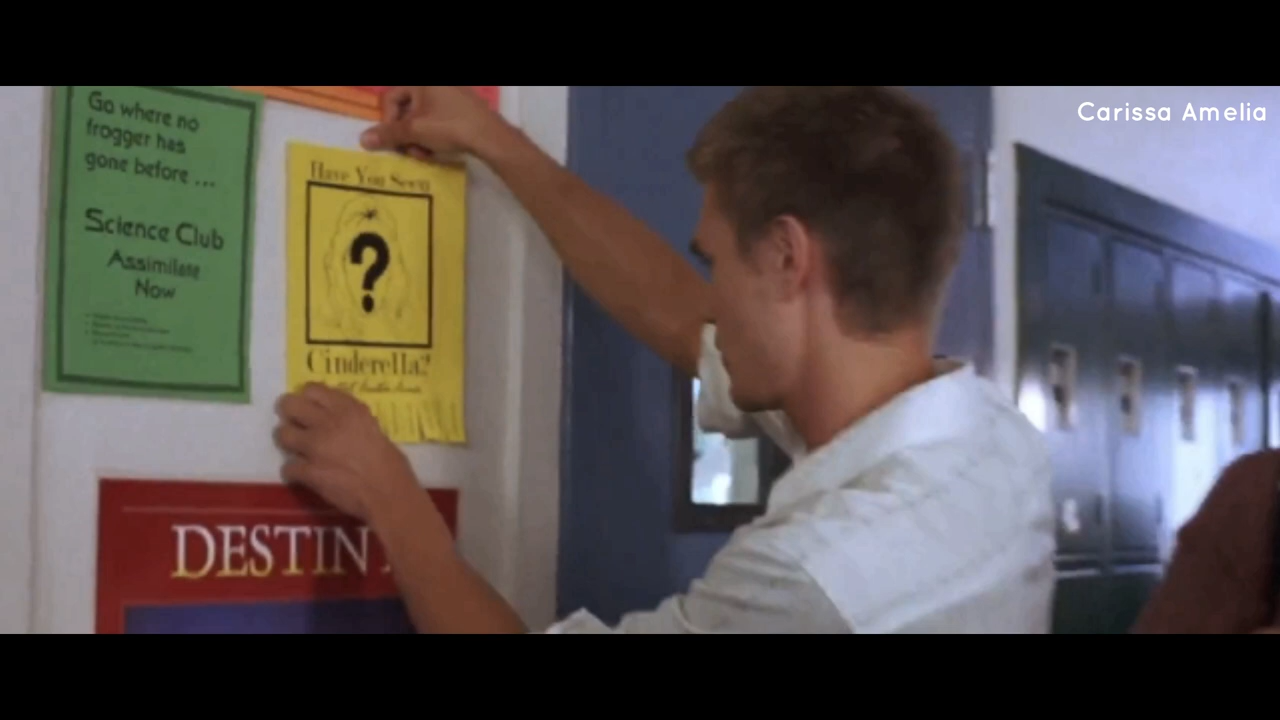 Carissa Amelia
Go where no
frogger has
gone before ...
Science Club
Assimilate
Now
Have You Seen
?
Cinderella?
DESTIN